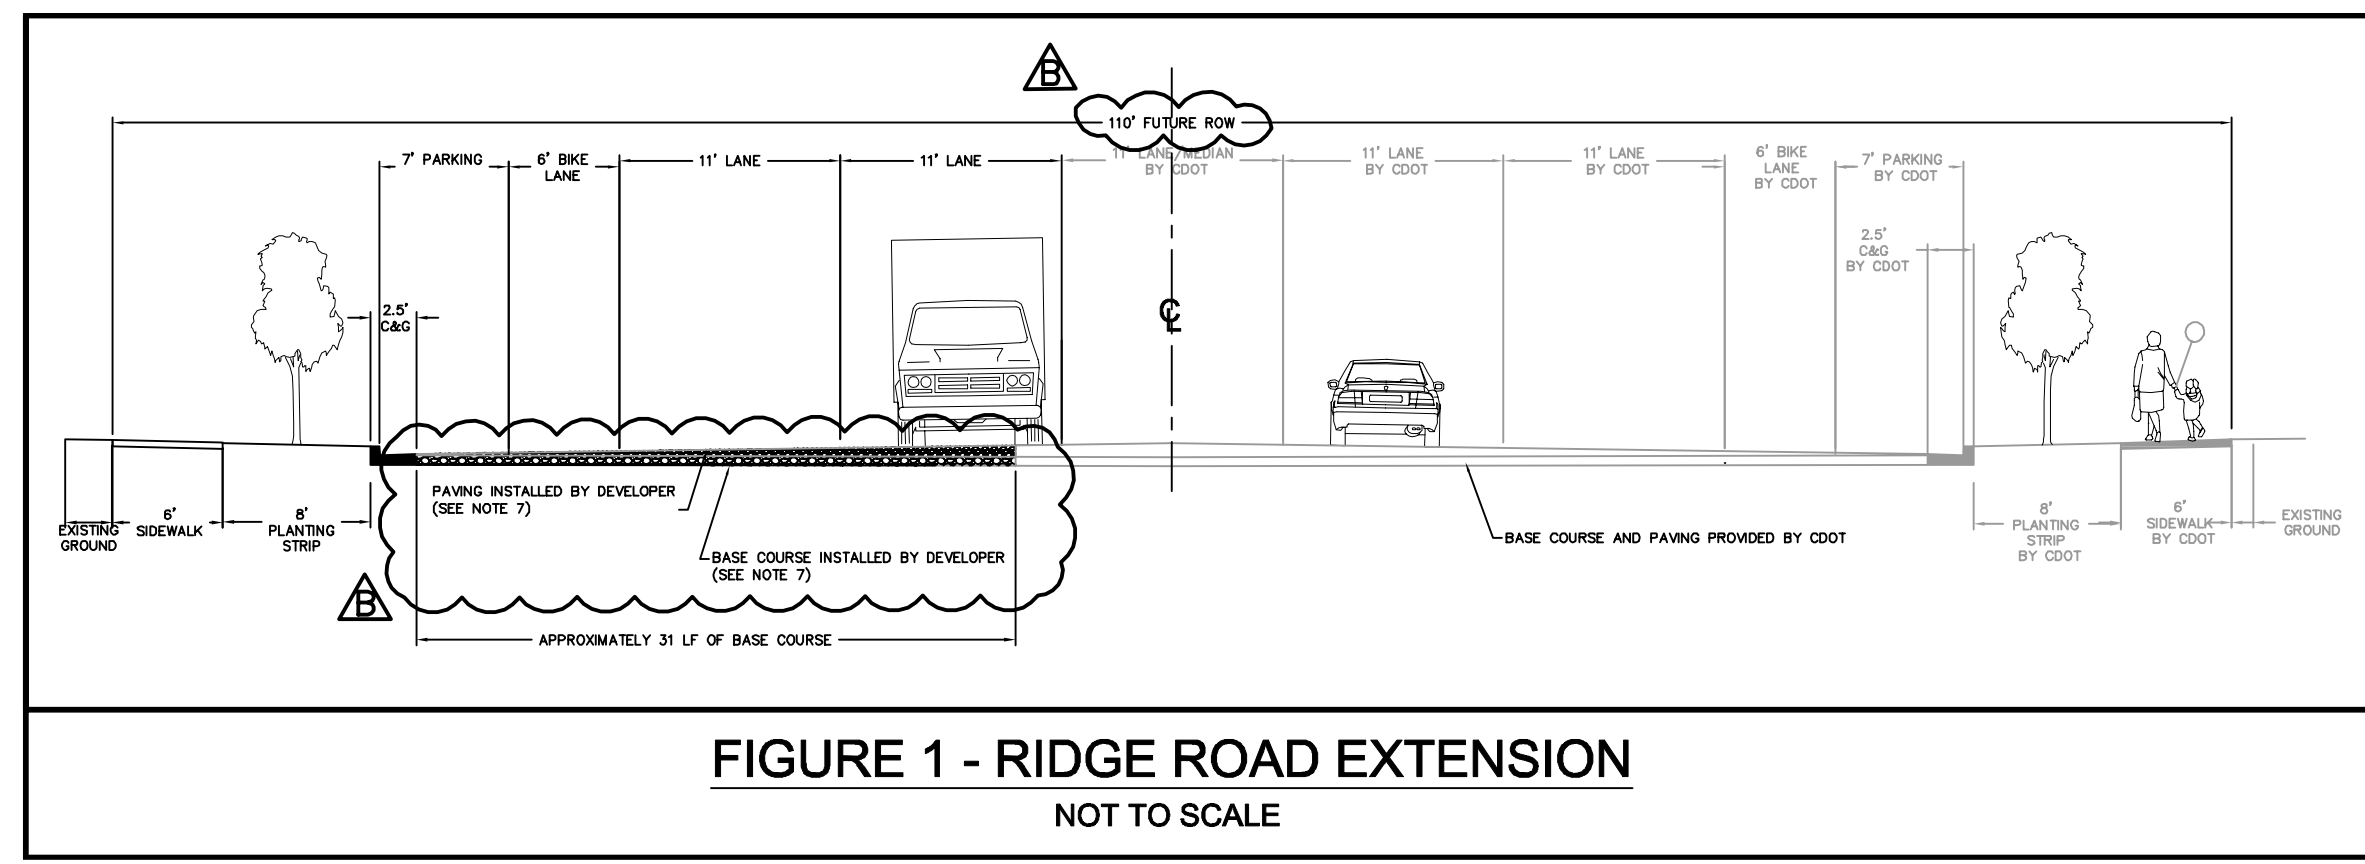 B
110' FUTURE ROW
7' PARKING
6' BIKE
LANE
11' LANE
11' LANE
11' LANE/MEDIAN
BY CDOT
11' LANE
BY CDOT
11' LANE
BY CDOT
6' BIKE
LANE
BY CDOT
7' PARKING
BY CDOT
2.5'
C&G
BY CDOT
2.5'
C&G
CL
PAVING INSTALLED BY DEVELOPER
(SEE NOTE 7)
EXISTING
GROUND
6'
SIDEWALK
8'
PLANTING
STRIP
BASE COURSE INSTALLED BY DEVELOPER
(SEE NOTE 7)
BASE COURSE AND PAVING PROVIDED BY CDOT
8'
PLANTING
STRIP
BY CDOT
6'
SIDEWALK
BY CDOT
EXISTING
GROUND
B
APPROXIMATELY 31 LF OF BASE COURSE
FIGURE 1 - RIDGE ROAD EXTENSION
NOT TO SCALE